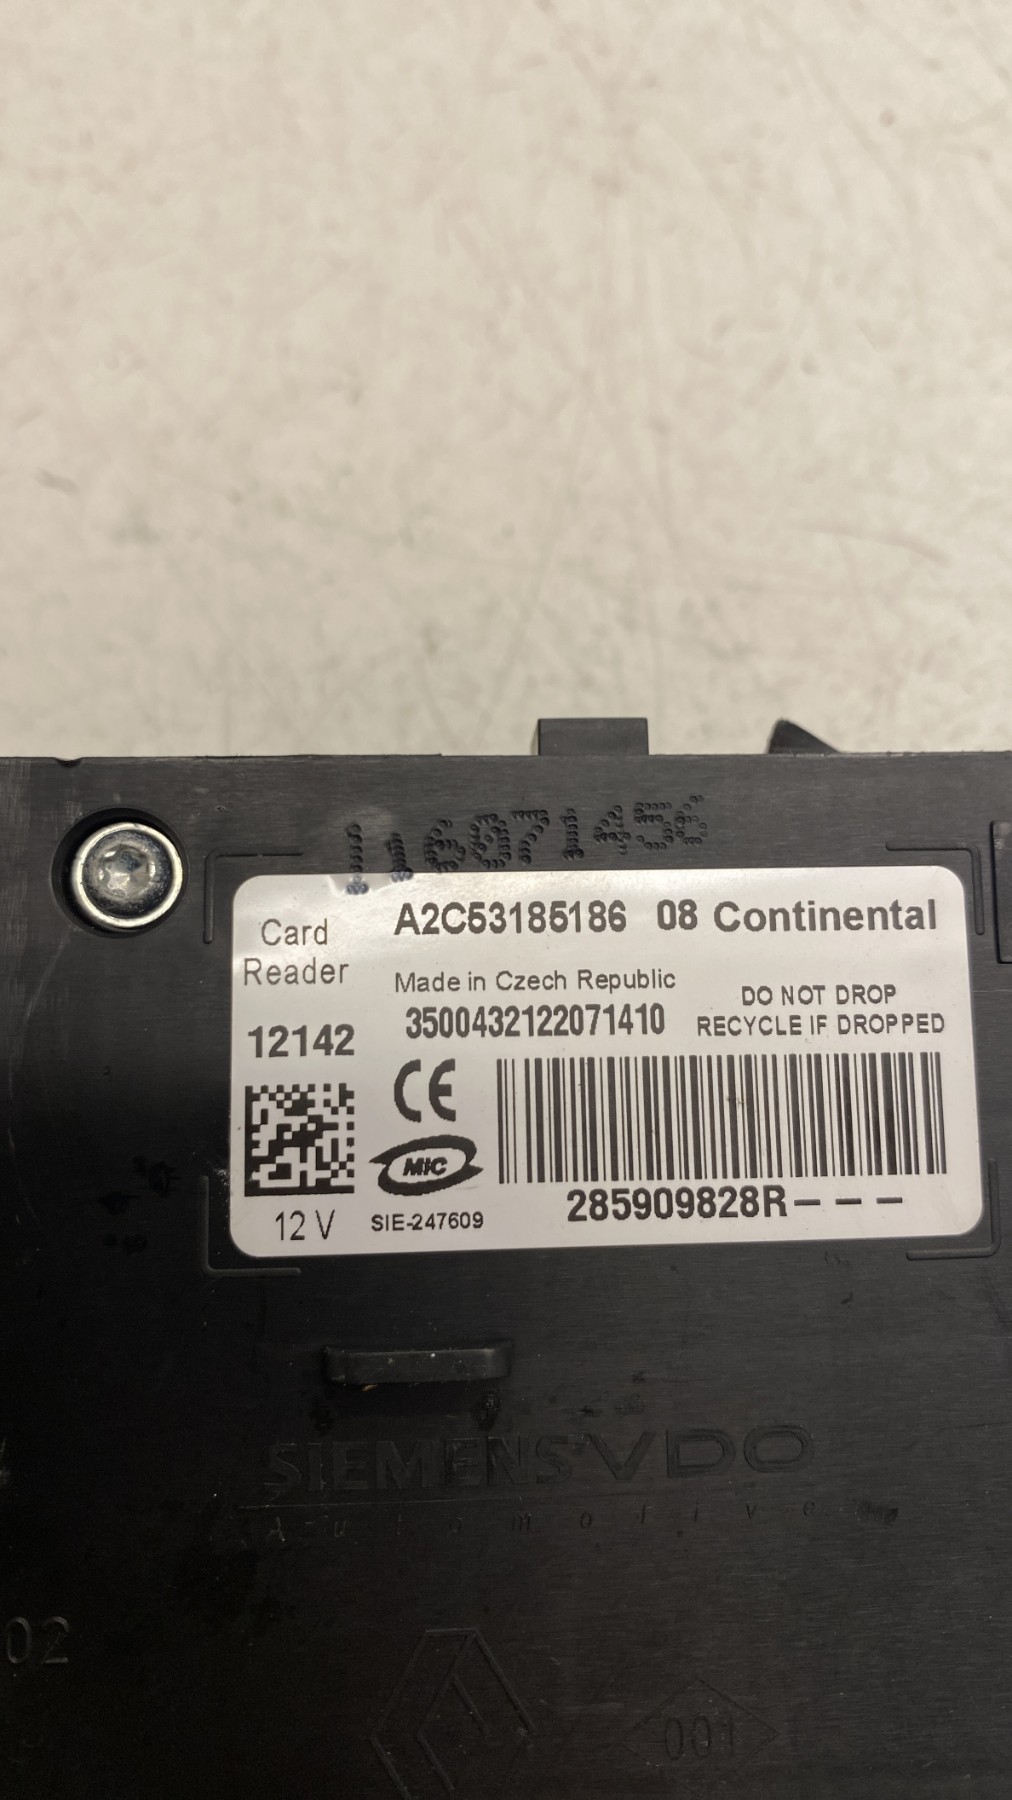 Card
Reader
A2C53185186 08 Continental
Made in Czech Republic
3500432122071410
DO NOT DROP
RECYCLE IF DROPPED
12142
CE
MIC
12 V
SIE-247609
285909828R---
SIEMENS VDO
Automotive
02
001